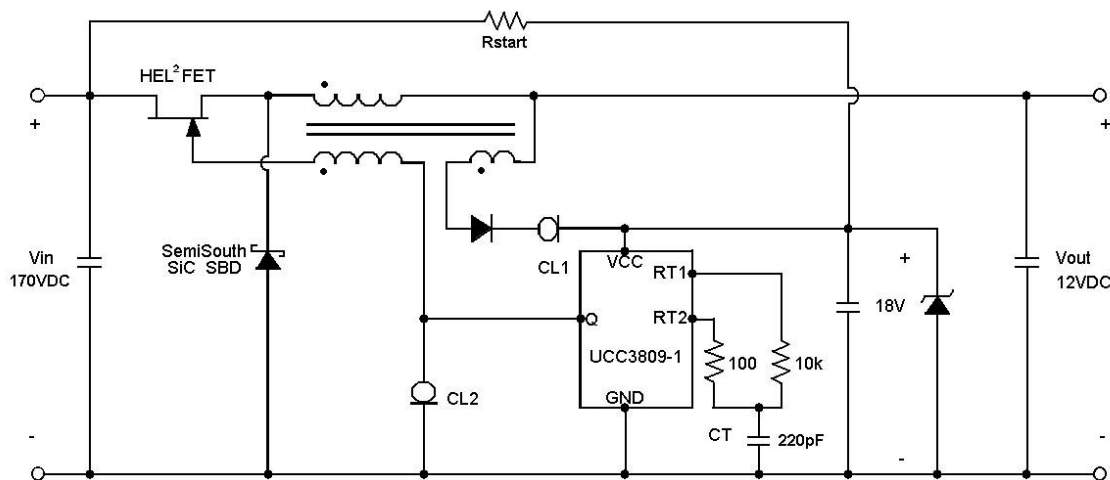 Rstart
HEL²FET
+
+
SemiSouth
SiC SBD
Vin
170VDC
CL1
VCC
RT1
RT2
Q
UCC3809-1
GND
100
10k
+
18V
-
Vout
12VDC
CL2
CT
220pF
-
-